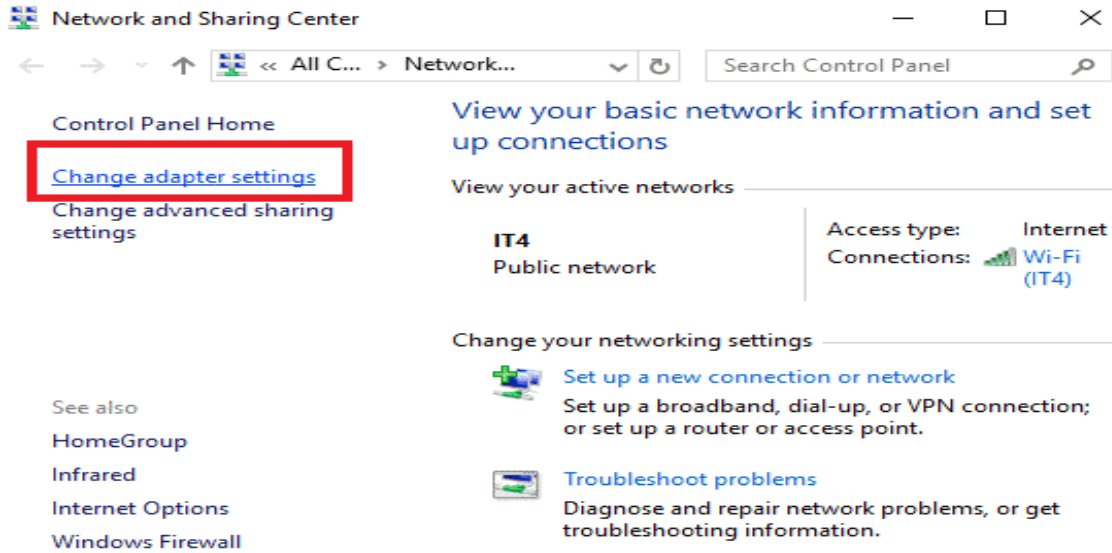 Network and Sharing Center
« All C... > Network...
Search Control Panel
Control Panel Home
Change adapter settings
Change advanced sharing
settings
See also
HomeGroup
Infrared
Internet Options
Windows Firewall
View your basic network information and set
up connections
View your active networks
IT4
Public network
Access type: Internet
Connections: Wi-Fi
(IT4)
Change your networking settings
Set up a new connection or network
Set up a broadband, dial-up, or VPN connection;
or set up a router or access point.
Troubleshoot problems
Diagnose and repair network problems, or get
troubleshooting information.